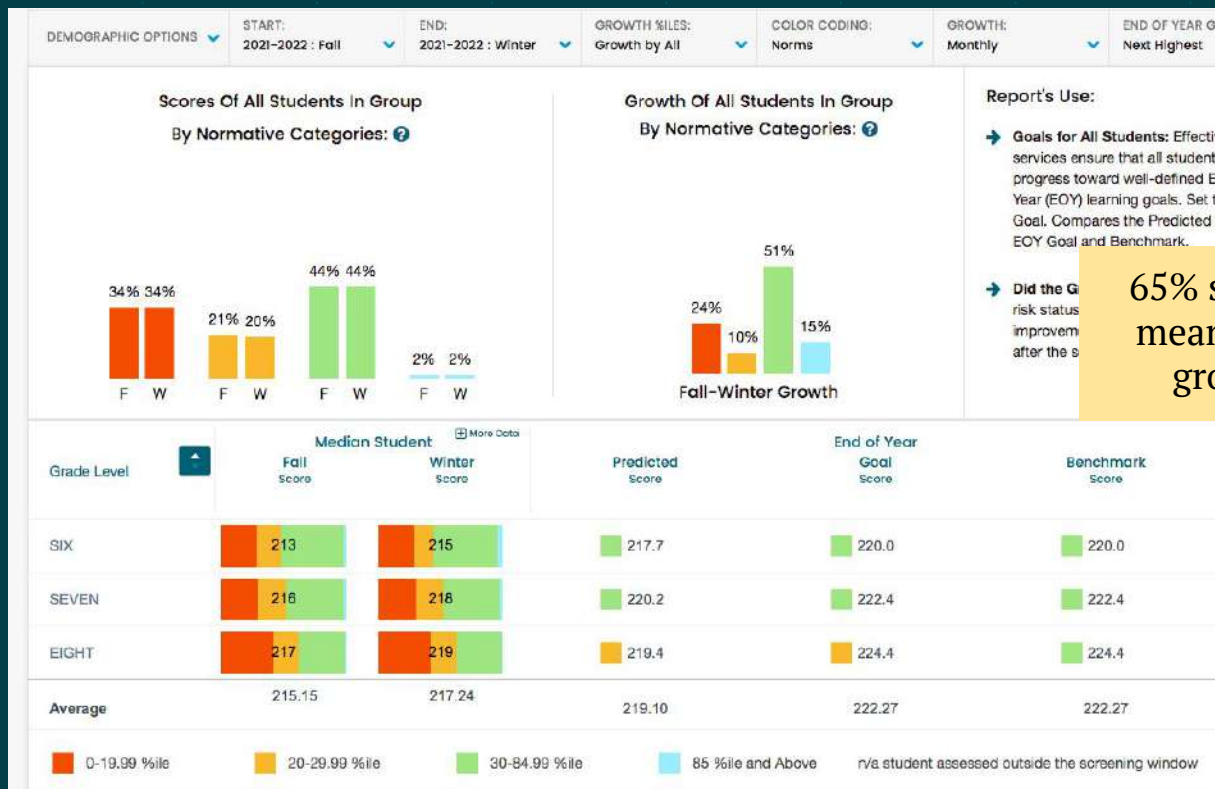 DEMOGRAPHIC OPTIONS
START:
2021-2022 : Fall
END:
2021-2022 : Winter
GROWTH %ILES:
Growth by All
COLOR CODING:
Norms
GROWTH:
Monthly
END OF YEAR G
Next Highest
Scores Of All Students In Group
By Normative Categories: ?
34% 34%
21% 20%
44% 44%
2% 2%
F W F W F W F W
Growth Of All Students In Group
By Normative Categories: ?
24%
10%
51%
15%
Fall-Winter Growth
Report's Use:
Goals for All Students: Effecti
services ensure that all student
progress toward well-defined E
Year (EOY) learning goals. Set t
Goal. Compares the Predicted
EOY Goal and Benchmark.
Did the G
risk status
improveme
after the s
65% s
mean
gro
Grade Level
Median Student
More Data
Fall
Score
Winter
Score
Predicted
Score
End of Year
Goal
Score
Benchmark
Score
SIX 213 215 217.7 220.0 220.0
SEVEN 216 218 220.2 222.4 222.4
EIGHT 217 219 219.4 224.4 224.4
Average 215.15 217.24 219.10 222.27 222.27
0-19.99 %ile 20-29.99 %ile 30-84.99 %ile 85 %ile and Above n/a student assessed outside the screening window